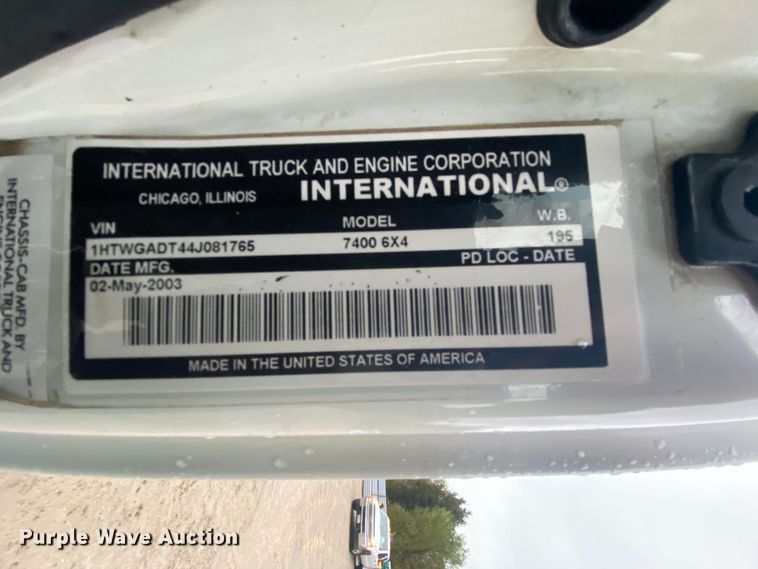 INTERNATIONAL TRUCK AND ENGINE CORPORATION
CHICAGO, ILLINOIS INTERNATIONAL®
VIN MODEL W.B.
1HTWGADT44J081765 7400 6X4 195
DATE MFG. PD LOC - DATE
02-May-2003
MADE IN THE UNITED STATES OF AMERICA
CHASSIS-CAB MFD. BY
INTERNATIONAL TRUCK AND
Purple Wave Auction